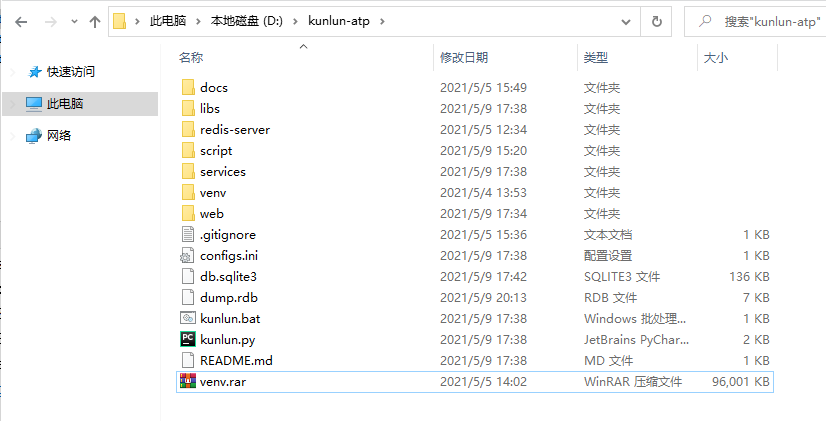 此电脑 › 本地磁盘 (D:) › kunlun-atp › 搜索"kunlun-atp"
名称 修改日期 类型 大小
快速访问
此电脑
网络
docs 2021/5/5 15:49 文件夹
libs 2021/5/9 17:38 文件夹
redis-server 2021/5/5 12:34 文件夹
script 2021/5/9 15:20 文件夹
services 2021/5/9 17:38 文件夹
venv 2021/5/4 13:53 文件夹
web 2021/5/9 17:34 文件夹
.gitignore 2021/5/5 15:36 文本文档 1 KB
configs.ini 2021/5/9 17:38 配置设置 1 KB
db.sqlite3 2021/5/9 17:42 SQLITE3 文件 136 KB
dump.rdb 2021/5/9 20:13 RDB 文件 7 KB
kunlun.bat 2021/5/9 17:38 Windows 批处理... 1 KB
kunlun.py 2021/5/9 17:38 JetBrains PyChar... 2 KB
README.md 2021/5/9 17:38 MD 文件 1 KB
venv.rar 2021/5/5 14:02 WinRAR 压缩文件 96,001 KB